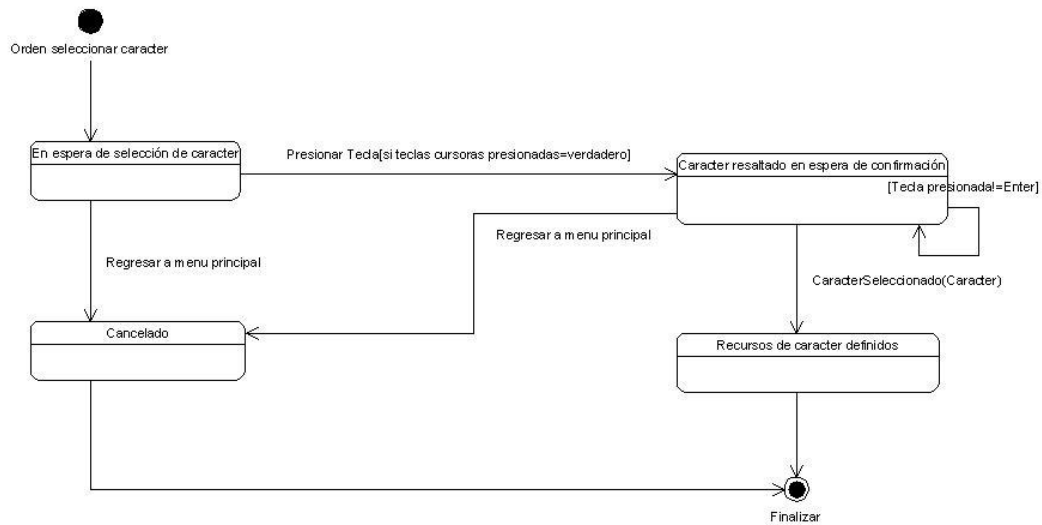 Orden seleccionar caracter
En espera de selección de caracter
Presionar Tecla[si teclas cursoras presionadas=verdadero]
Caracter resaltado en espera de confirmación
[Tecla presionada!=Enter]
Regresar a menu principal
Regresar a menu principal
CaracterSeleccionado(Caracter)
Cancelado
Recursos de caracter definidos
Finalizar